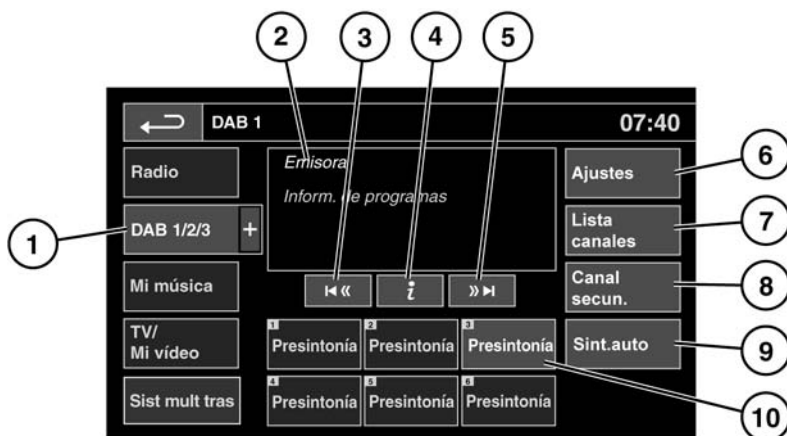 2
3
4
5
DAB 1
07:40
Radio
Emisora
Inform. de programas
Ajustes
6
1
DAB 1/2/3
+
Lista
canales
7
Mi música
i
Canal
secun.
8
TV/
Mi vídeo
1
Presintonía
2
Presintonía
3
Presintonía
Sint.auto
9
Sist mult tras
4
Presintonía
5
Presintonía
6
Presintonía
10